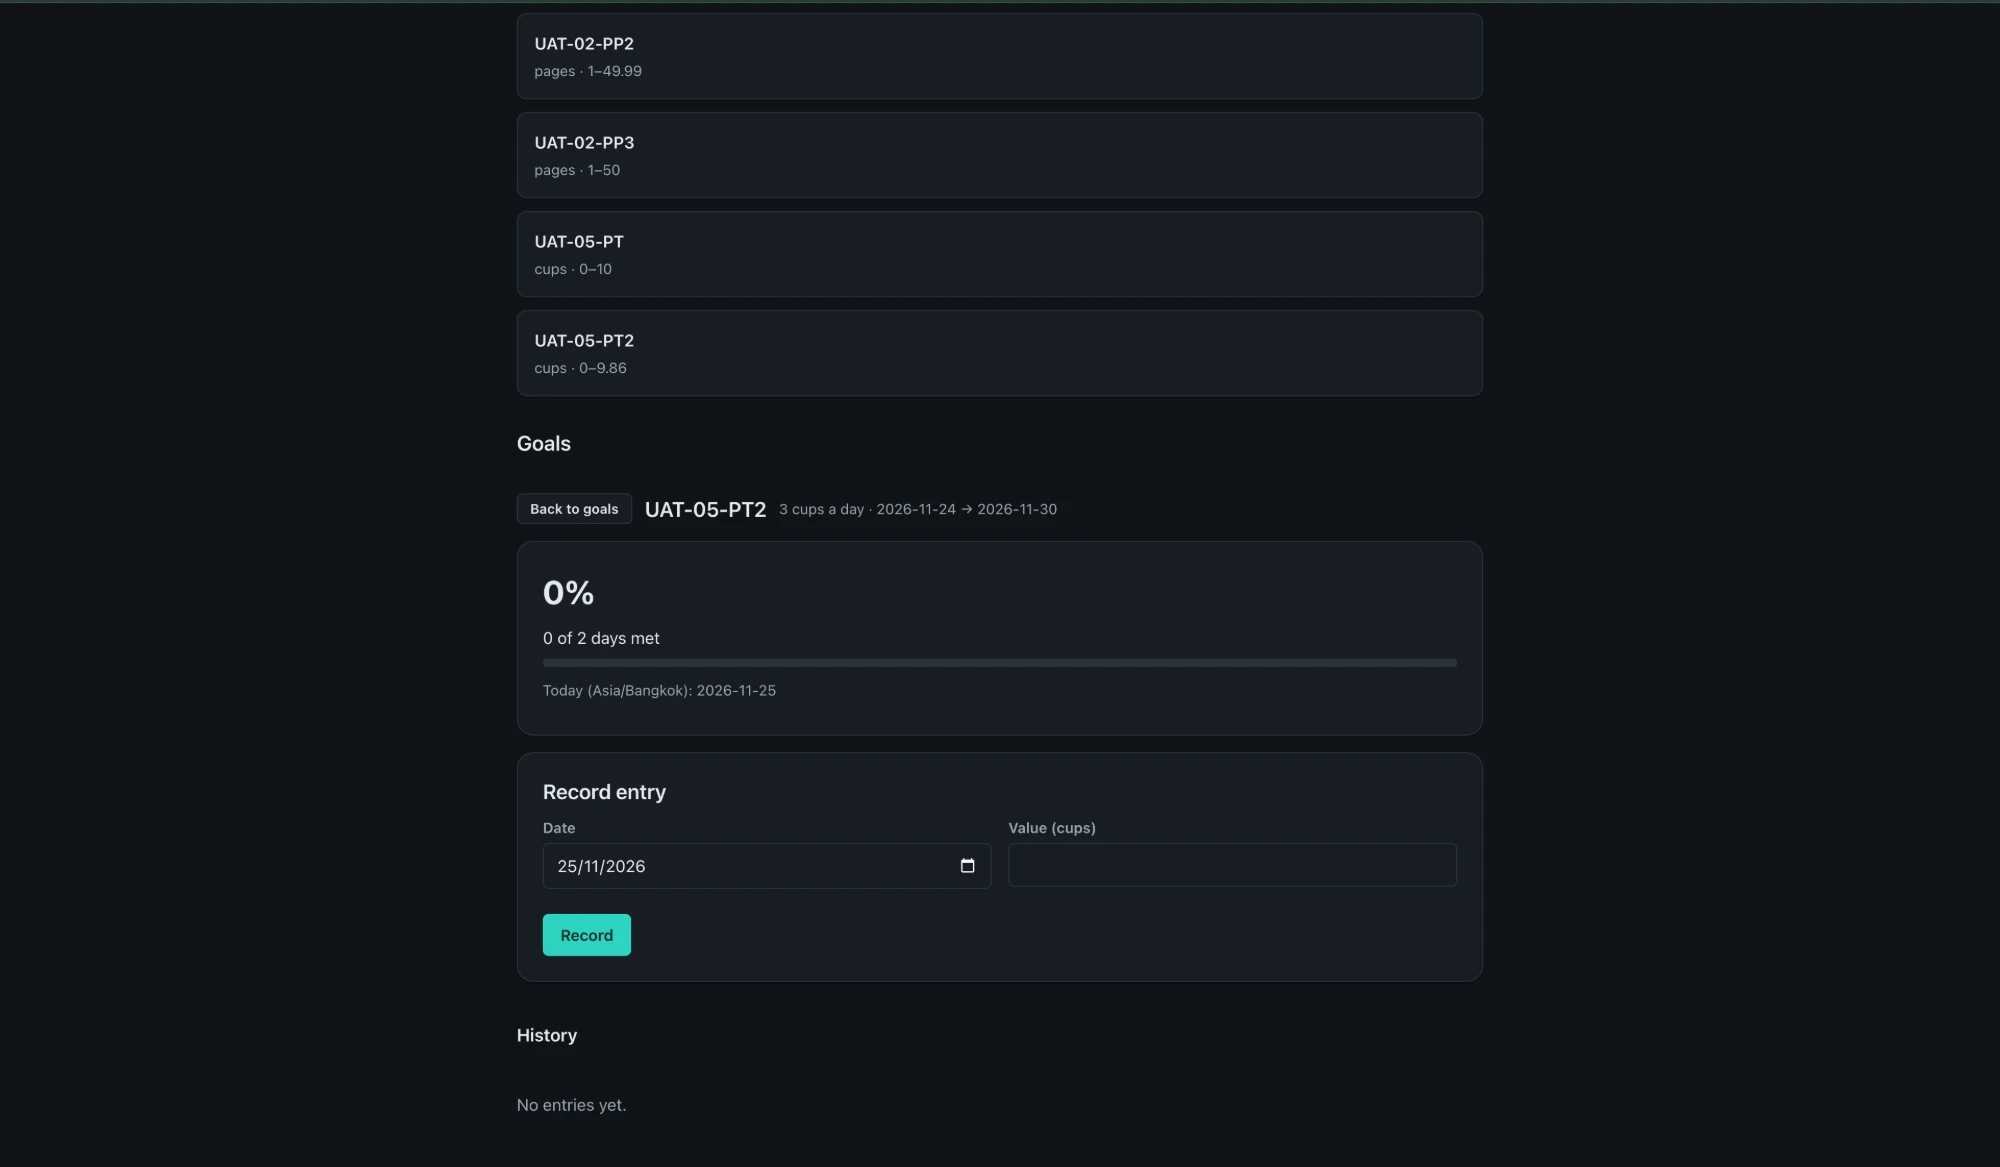 UAT-02-PP2
pages · 1–49.99
UAT-02-PP3
pages · 1–50
UAT-05-PT
cups · 0–10
UAT-05-PT2
cups · 0–9.86
Goals
Back to goals UAT-05-PT2 3 cups a day · 2026-11-24 → 2026-11-30
0%
0 of 2 days met
Today (Asia/Bangkok): 2026-11-25
Record entry
Date Value (cups)
25/11/2026
Record
History
No entries yet.